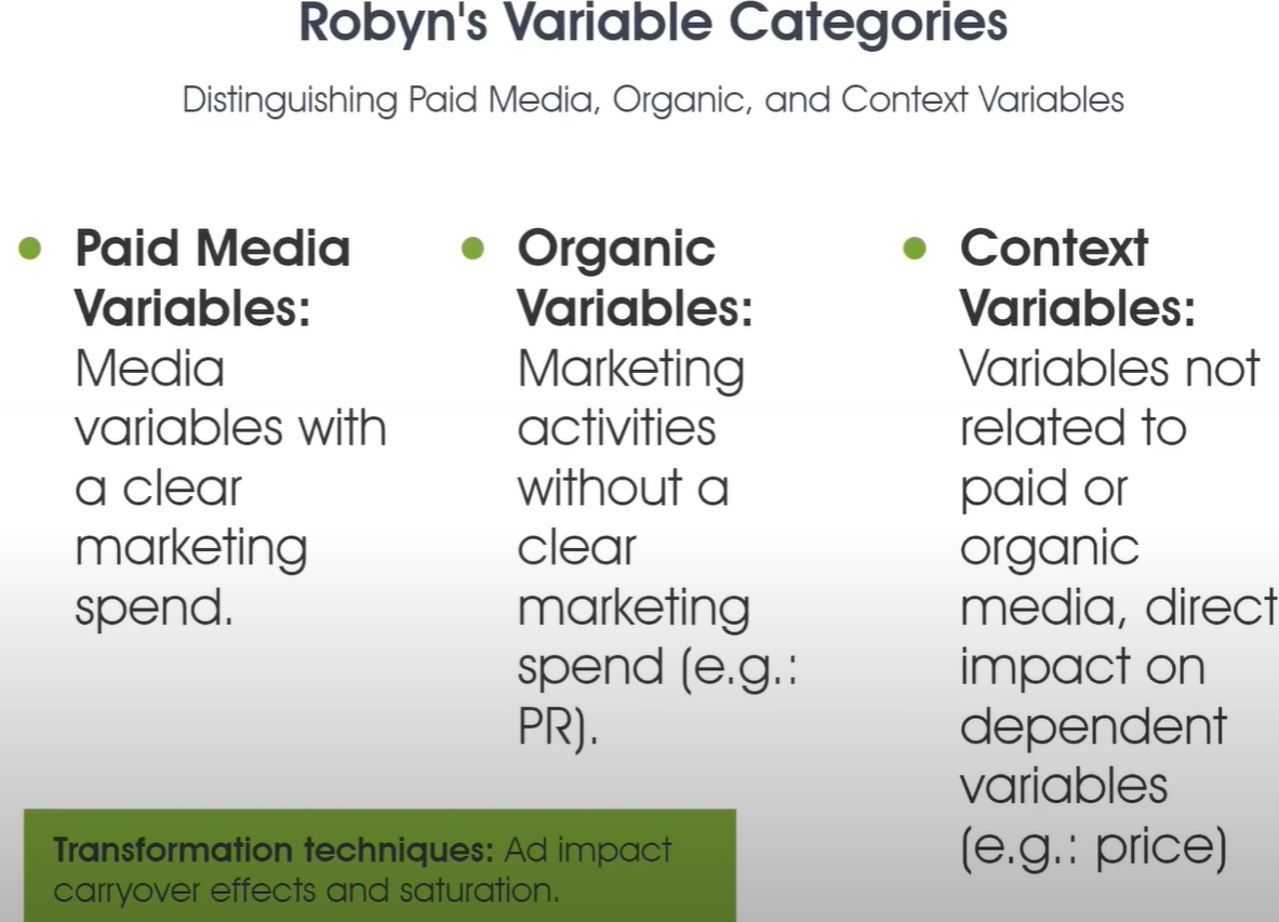 Robyn's Variable Categories
Distinguishing Paid Media, Organic, and Context Variables
Paid Media
Variables:
Media
variables with
a clear
marketing
spend.
Organic
Variables:
Marketing
activities
without a
clear
marketing
spend (e.g.:
PR).
Context
Variables:
Variables not
related to
paid or
organic
media, direct
impact on
dependent
variables
(e.g.: price)
Transformation techniques: Ad impact
carryover effects and saturation.